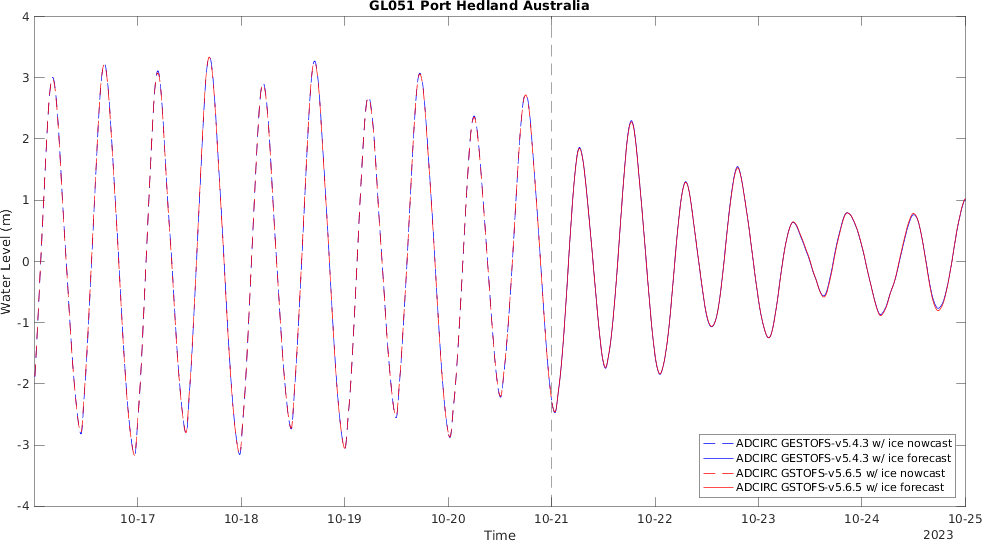 GL051 Port Hedland Australia
4
3
2
1
0
-1
-2
-3
-4
Water Level (m)
10-17
10-18
10-19
10-20
10-21
10-22
10-23
10-24
10-25
Time
2023
ADCIRC GESTOFS-v5.4.3 w/ ice nowcast
ADCIRC GESTOFS-v5.4.3 w/ ice forecast
ADCIRC GSTOFS-v5.6.5 w/ ice nowcast
ADCIRC GSTOFS-v5.6.5 w/ ice forecast